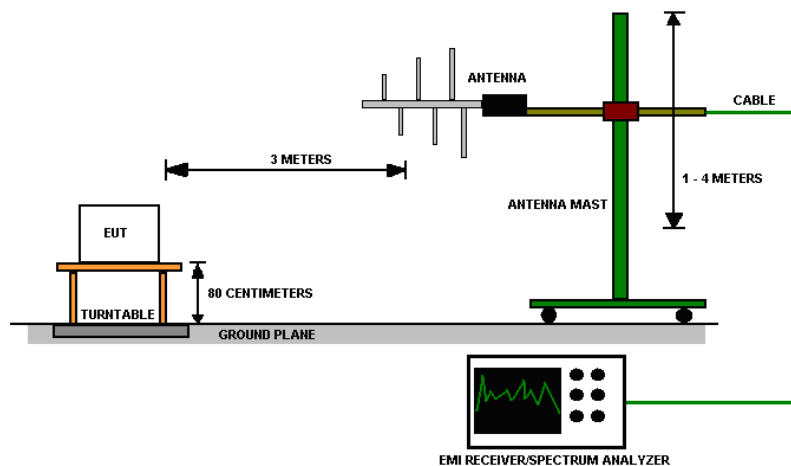 ANTENNA
CABLE
3 METERS
1 - 4 METERS
ANTENNA MAST
EUT
80 CENTIMETERS
TURNTABLE
GROUND PLANE
EMI RECEIVER/SPECTRUM ANALYZER